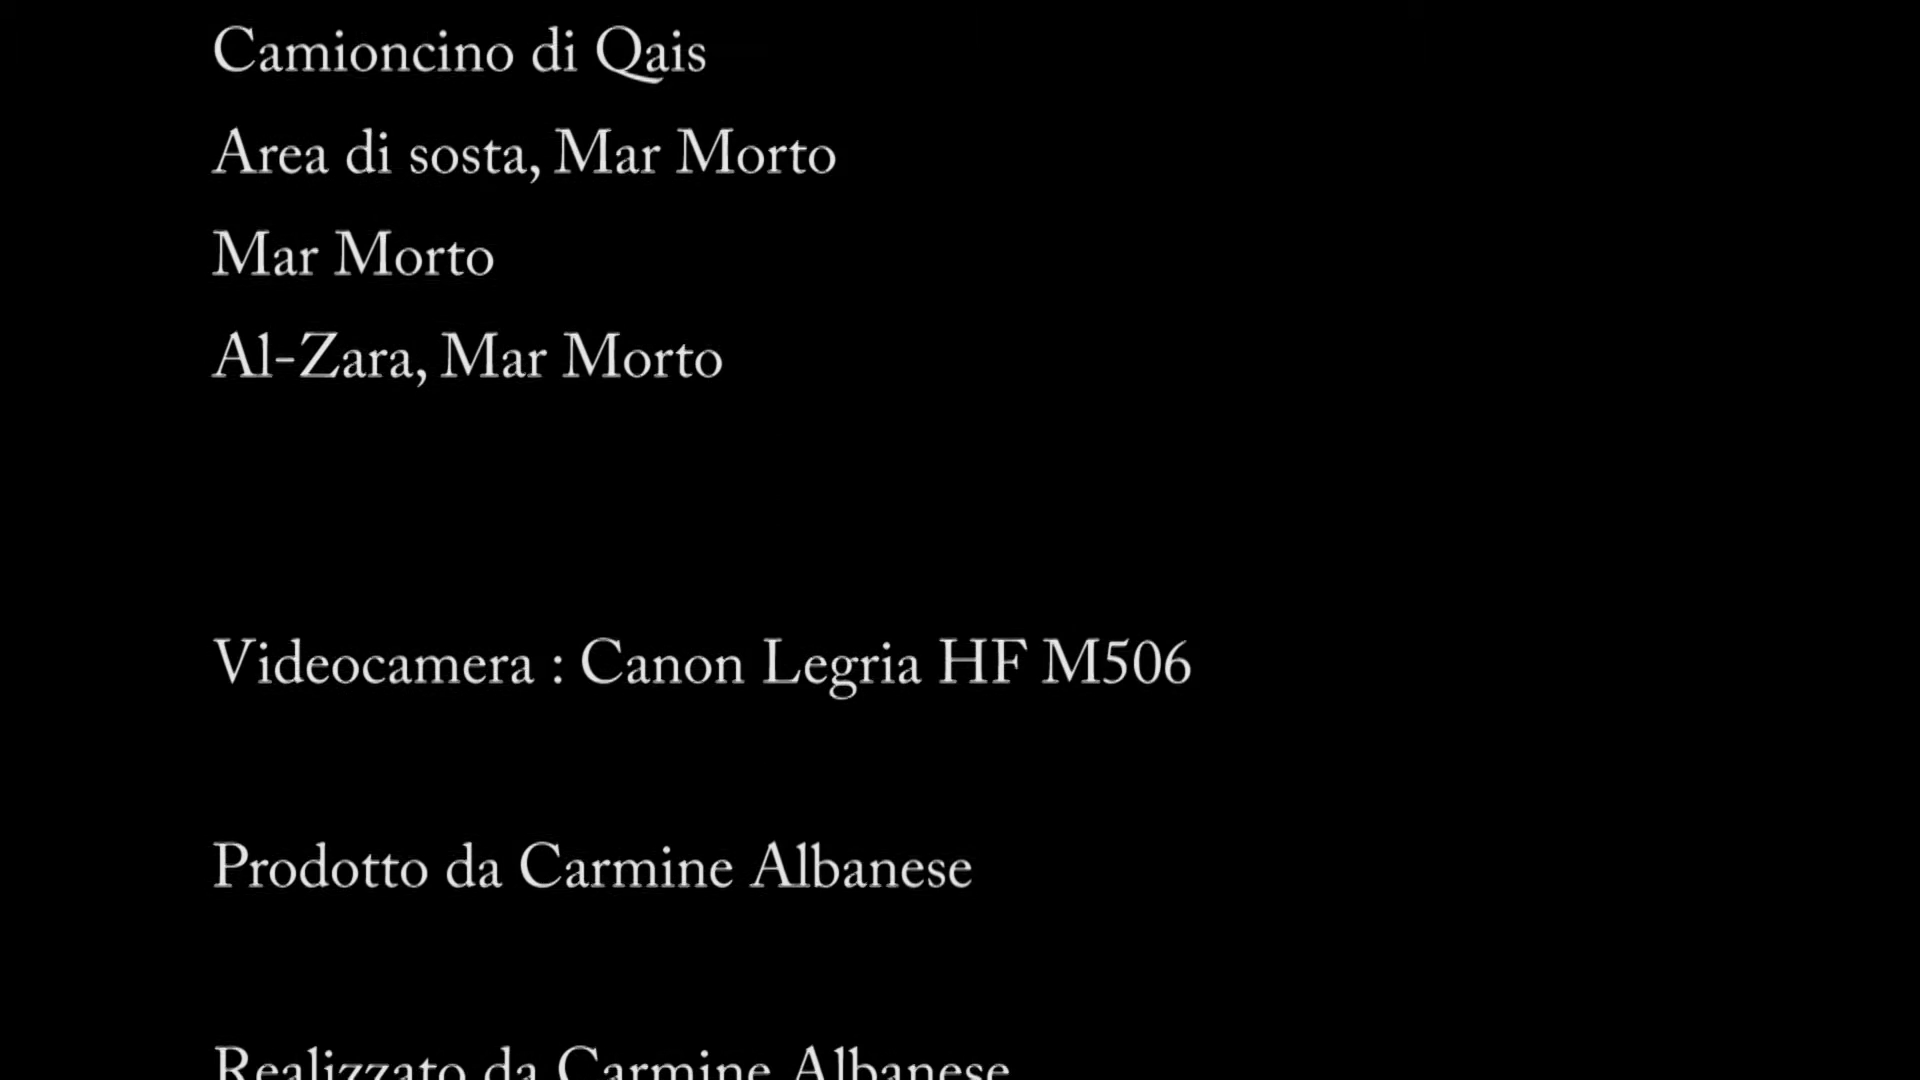 Camioncino di Qais
Area di sosta, Mar Morto
Mar Morto
Al-Zara, Mar Morto
Videocamera : Canon Legria HF M506
Prodotto da Carmine Albanese
Realizzato da Carmine Albanese